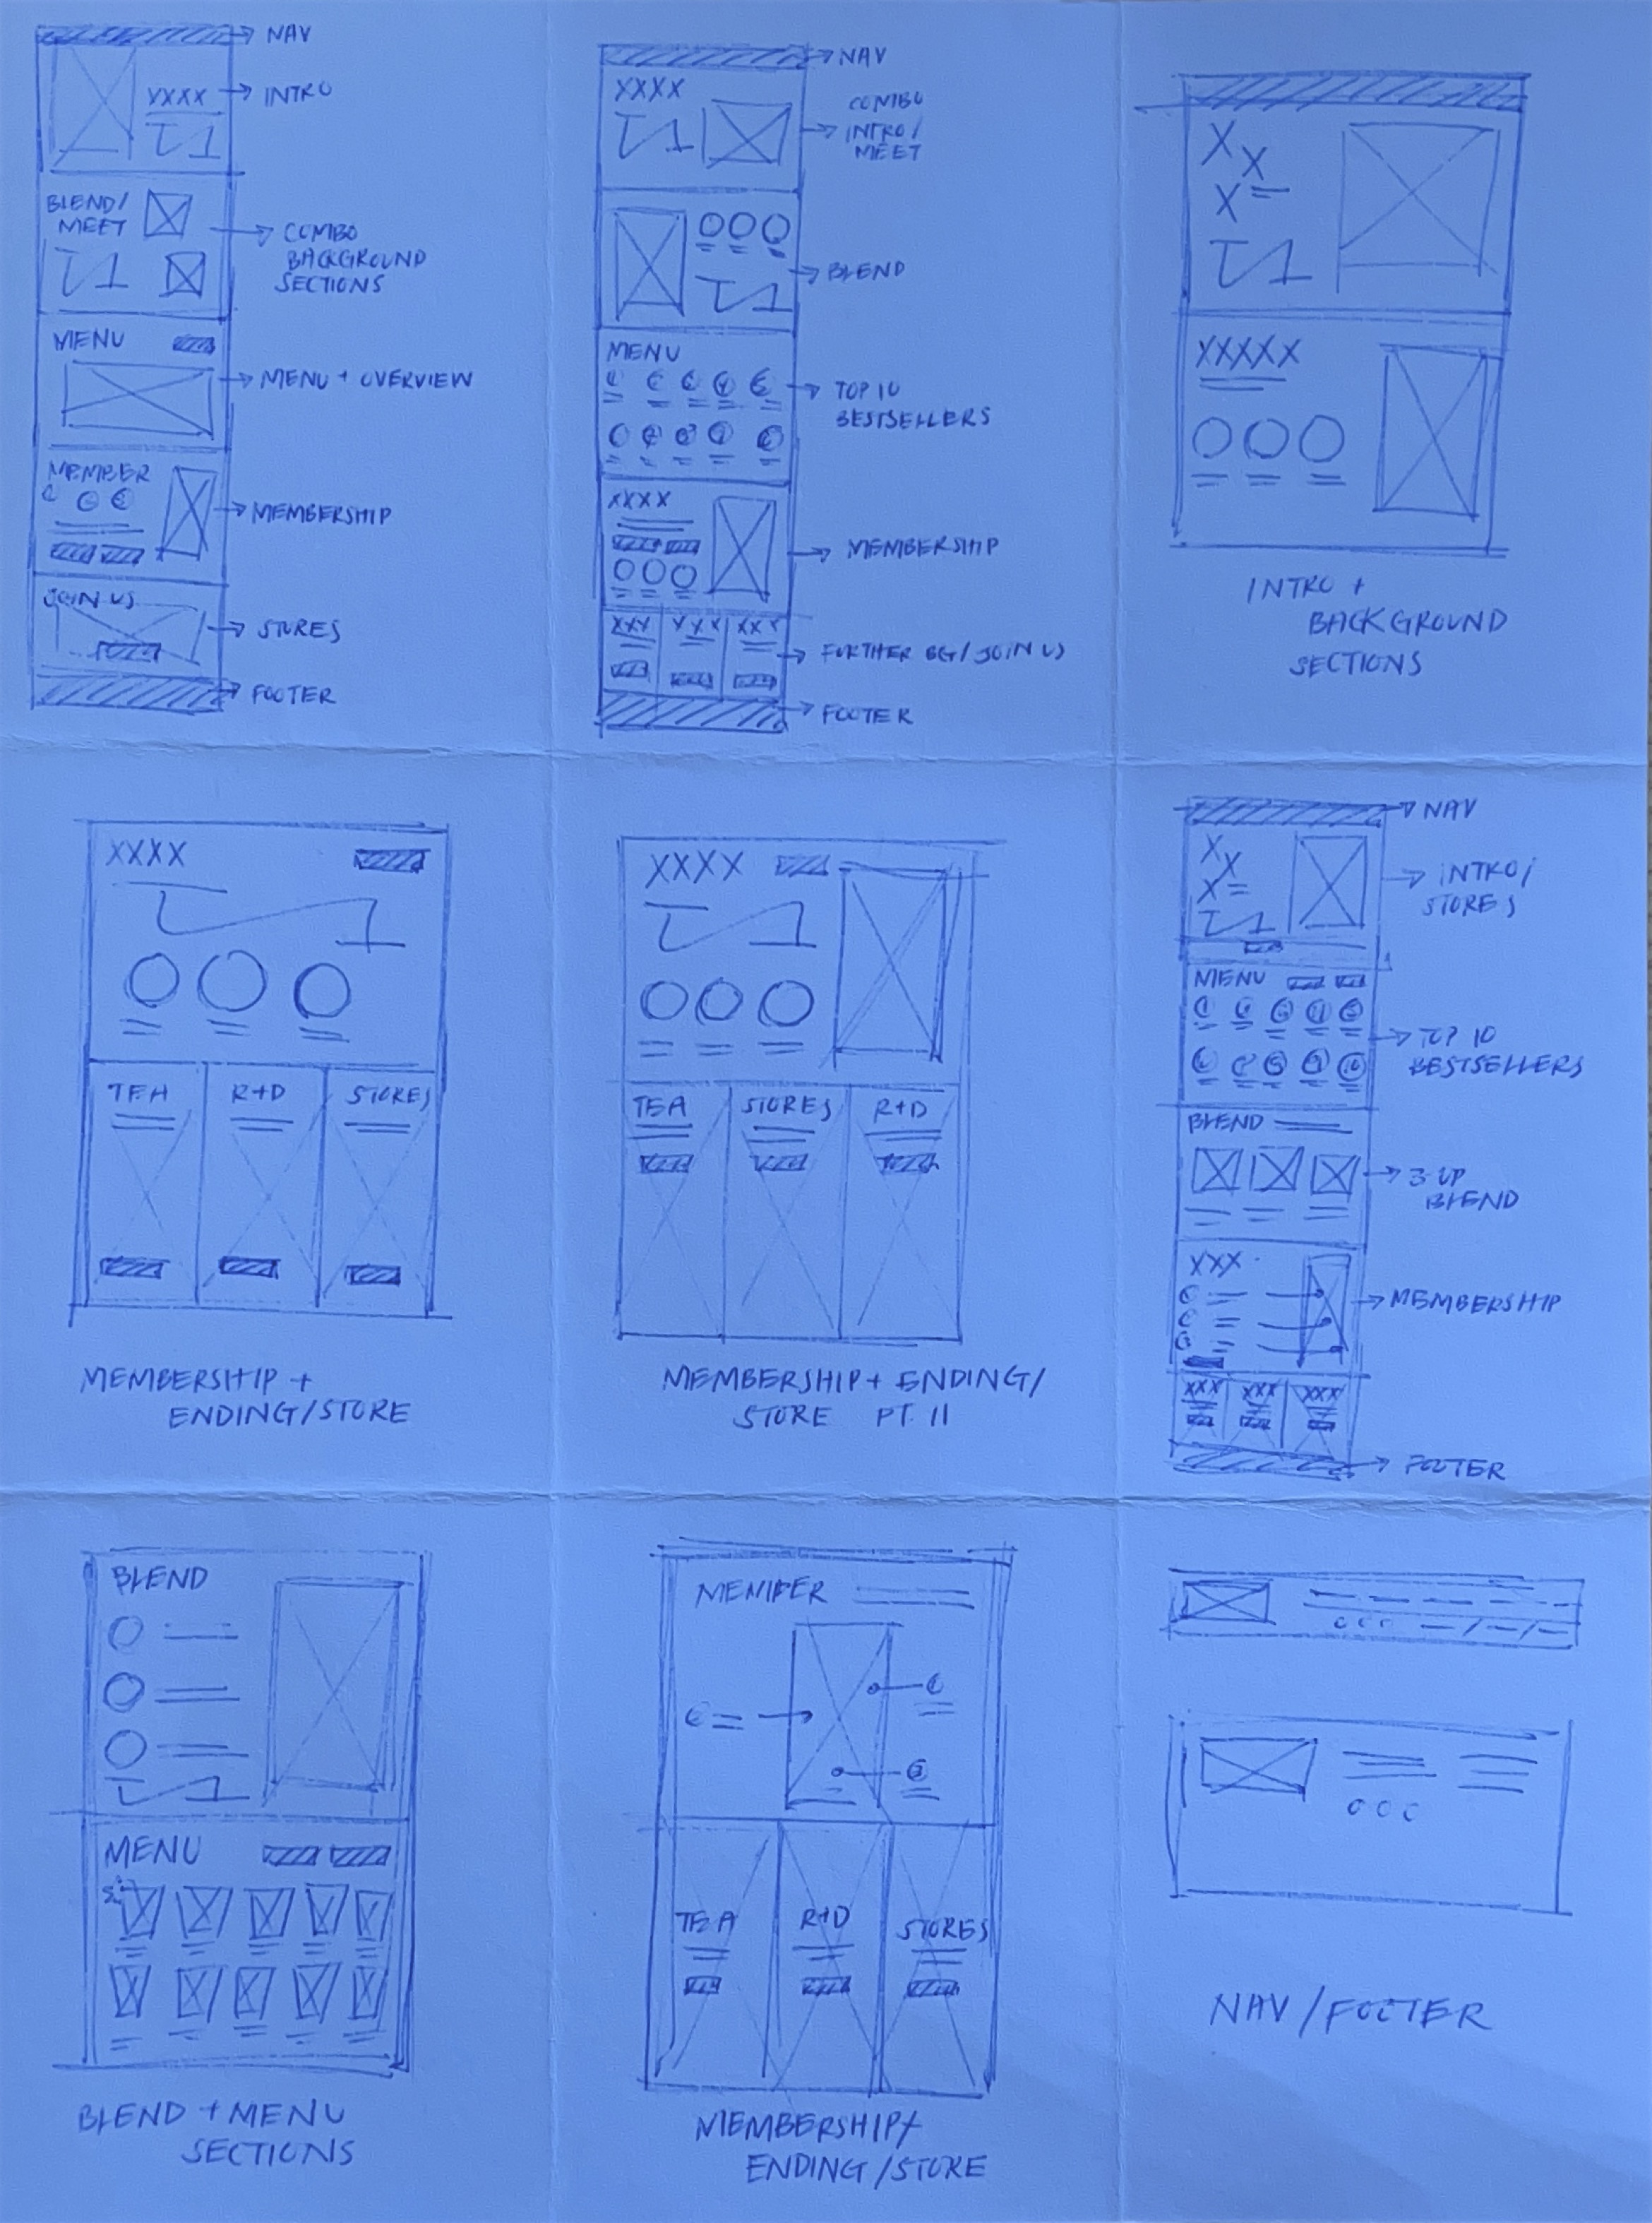 NAV
XXXX
INTRO
BLEND/
MEET
COMBO
BACKGROUND
SECTIONS
MENU
MENU + OVERVIEW
MEMBER
MEMBERSHIP
JOIN US
STORES
FOOTER
NAV
XXXX
COMBO
INTRO/
MEET
BLEND
MENU
TOP 10
BESTSELLERS
XXXX
MEMBERSHIP
XXX XXX XXX
FURTHER BG/JOIN US
FOOTER
X
X
X
XXXXX
INTRO +
BACKGROUND
SECTIONS
XXXX
TEA R+D STORES
MEMBERSHIP +
ENDING/STORE
XXXX
TEA STORES R+D
MEMBERSHIP + ENDING/
STORE PT. II
NAV
X
X
X
INTRO/
STORES
MENU
TOP 10
BESTSELLERS
BLEND
3-UP
BLEND
XXX
MEMBERSHIP
XXX XXX XXX
FOOTER
BLEND
MENU
BLEND + MENU
SECTIONS
MEMBER
TEA R+D STORES
MEMBERSHIP/
ENDING/STORE
NAV/FOOTER